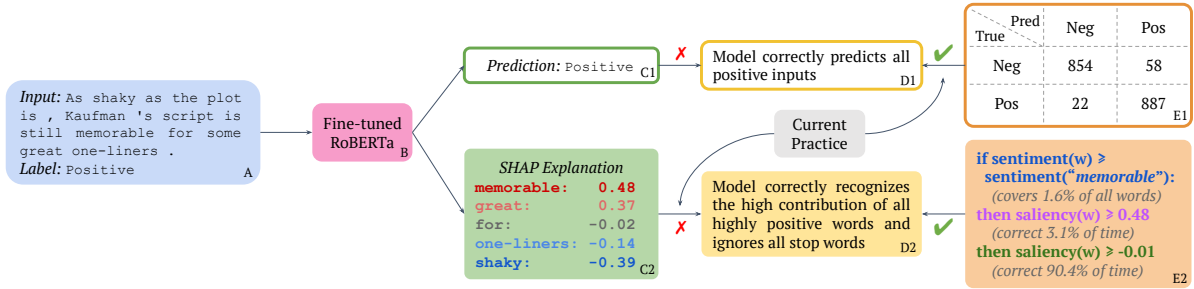 Input: As shaky as the plot
is , Kaufman 's script is
still memorable for some
great one-liners .
Label: Positive
A
Fine-tuned
RoBERTa
B
Prediction: Positive
C1
SHAP Explanation
memorable: 0.48
great: 0.37
for: -0.02
one-liners: -0.14
shaky: -0.39
C2
✗
✗
Model correctly predicts all
positive inputs
D1
Current
Practice
Model correctly recognizes
the high contribution of all
highly positive words and
ignores all stop words
D2
✔
✔
Pred
True
Neg Pos
Neg 854 58
Pos 22 887
E1
if sentiment(w) ⩾
sentiment(“memorable”):
(covers 1.6% of all words)
then saliency(w) ⩾ 0.48
(correct 3.1% of time)
then saliency(w) ⩾ -0.01
(correct 90.4% of time)
E2